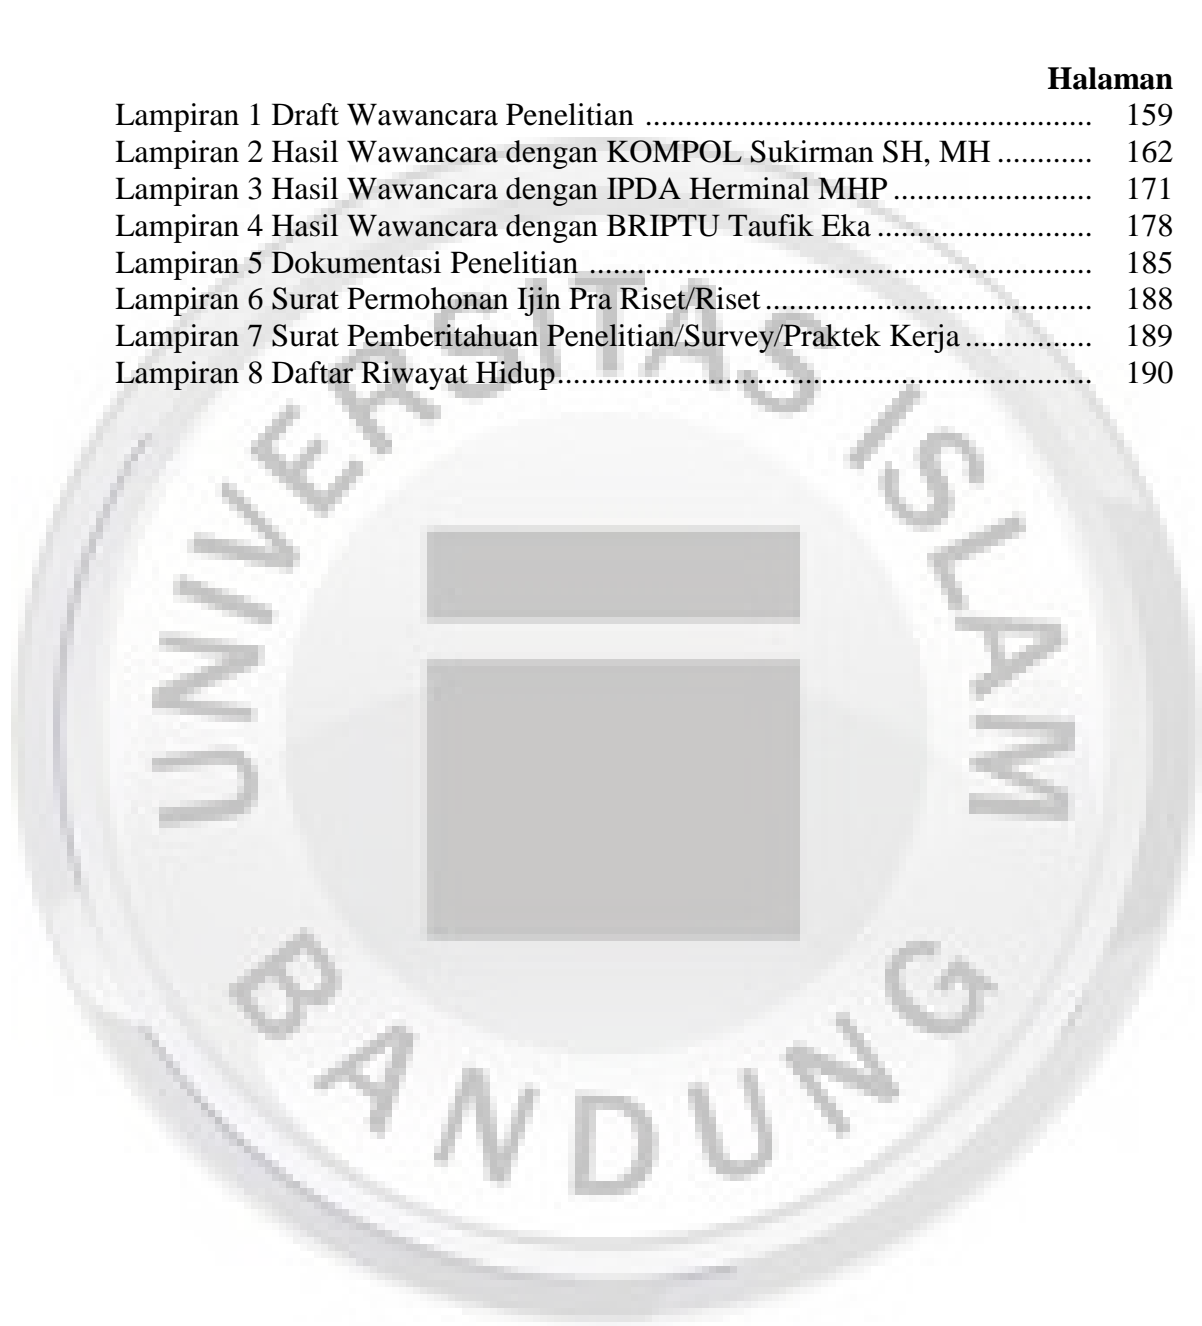 Halaman
Lampiran 1 Draft Wawancara Penelitian ...................................................... 159
Lampiran 2 Hasil Wawancara dengan KOMPOL Sukirman SH, MH ............ 162
Lampiran 3 Hasil Wawancara dengan IPDA Herminal MHP ........................ 171
Lampiran 4 Hasil Wawancara dengan BRIPTU Taufik Eka .......................... 178
Lampiran 5 Dokumentasi Penelitian ............................................................. 185
Lampiran 6 Surat Permohonan Ijin Pra Riset/Riset ........................................ 188
Lampiran 7 Surat Pemberitahuan Penelitian/Survey/Praktek Kerja ................ 189
Lampiran 8 Daftar Riwayat Hidup................................................................. 190
UNIVERSITAS ISLAM
BANDUNG